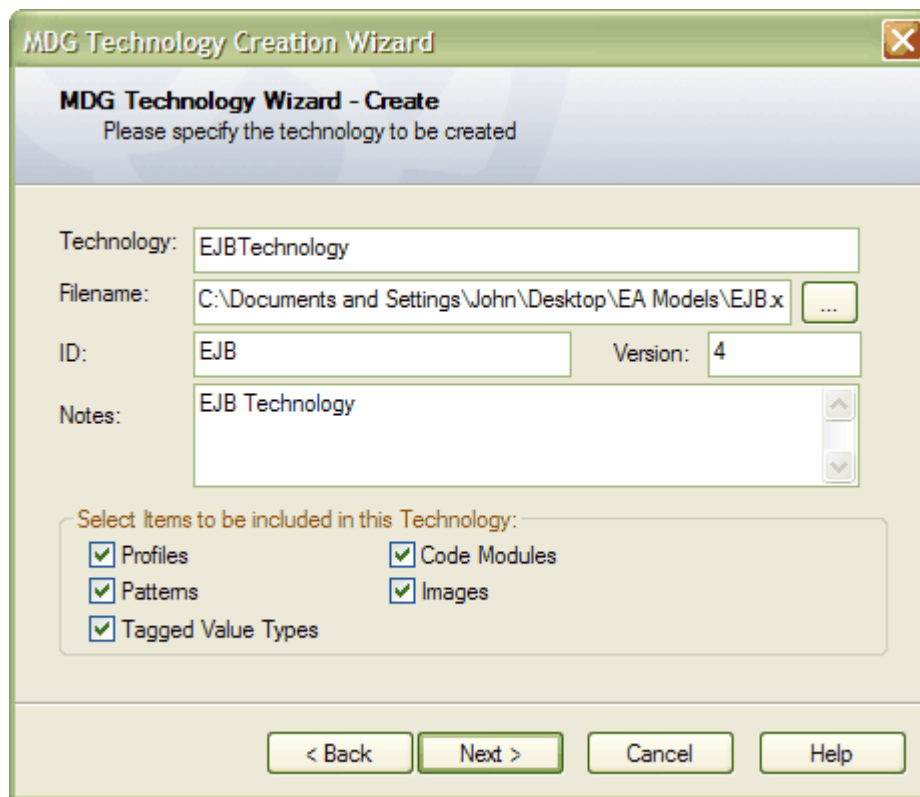 MDG Technology Creation Wizard
MDG Technology Wizard - Create
Please specify the technology to be created
Technology: EJBTechnology
Filename: C:\Documents and Settings\John\Desktop\EA Models\EJB.x ...
ID: EJB Version: 4
Notes: EJB Technology
Select Items to be included in this Technology:
Profiles Code Modules
Patterns Images
Tagged Value Types
< Back Next > Cancel Help